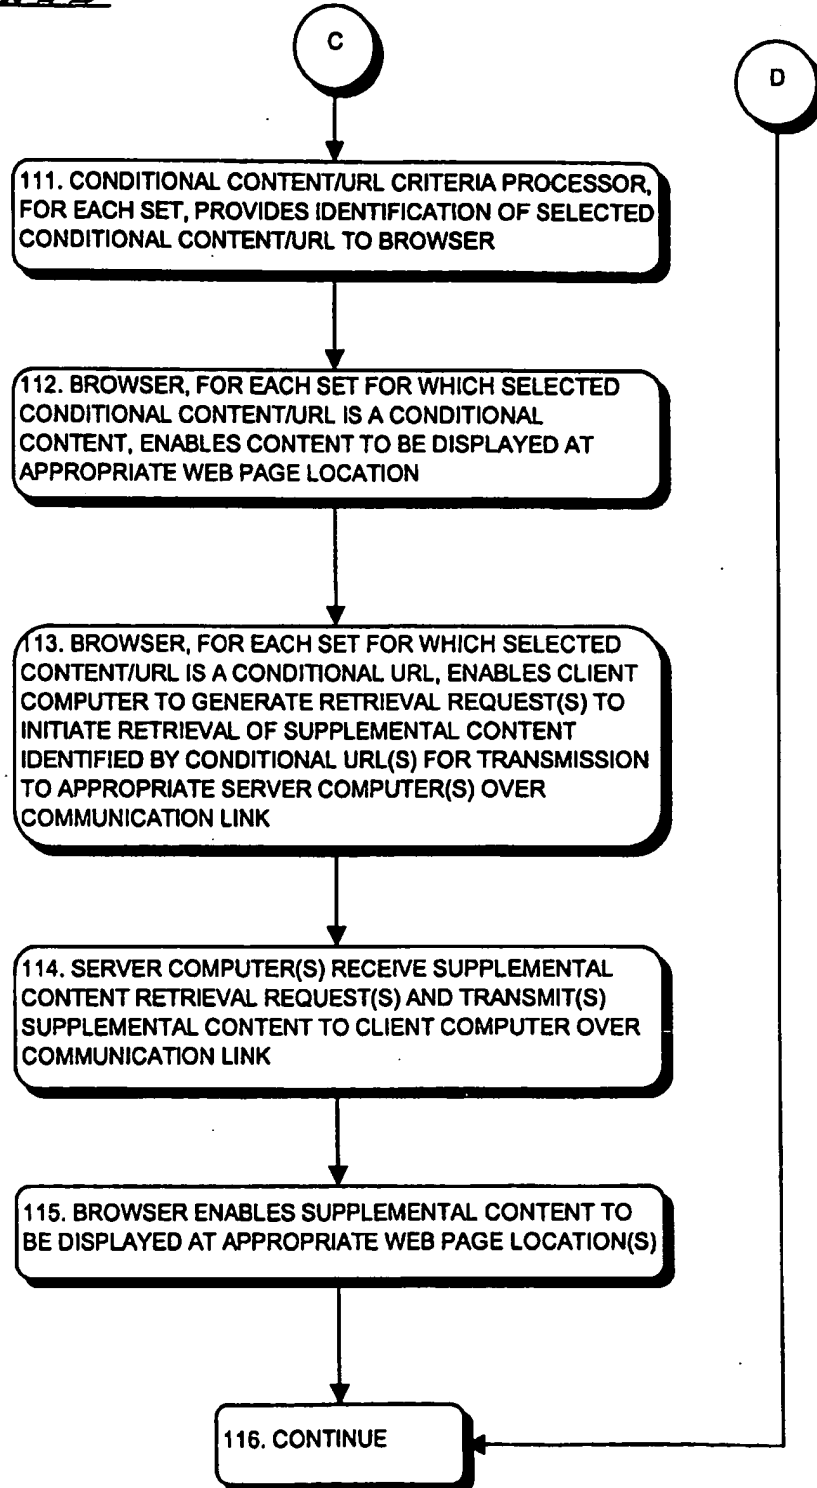 C
D
111. CONDITIONAL CONTENT/URL CRITERIA PROCESSOR,
FOR EACH SET, PROVIDES IDENTIFICATION OF SELECTED
CONDITIONAL CONTENT/URL TO BROWSER
112. BROWSER, FOR EACH SET FOR WHICH SELECTED
CONDITIONAL CONTENT/URL IS A CONDITIONAL
CONTENT, ENABLES CONTENT TO BE DISPLAYED AT
APPROPRIATE WEB PAGE LOCATION
113. BROWSER, FOR EACH SET FOR WHICH SELECTED
CONTENT/URL IS A CONDITIONAL URL, ENABLES CLIENT
COMPUTER TO GENERATE RETRIEVAL REQUEST(S) TO
INITIATE RETRIEVAL OF SUPPLEMENTAL CONTENT
IDENTIFIED BY CONDITIONAL URL(S) FOR TRANSMISSION
TO APPROPRIATE SERVER COMPUTER(S) OVER
COMMUNICATION LINK
114. SERVER COMPUTER(S) RECEIVE SUPPLEMENTAL
CONTENT RETRIEVAL REQUEST(S) AND TRANSMIT(S)
SUPPLEMENTAL CONTENT TO CLIENT COMPUTER OVER
COMMUNICATION LINK
115. BROWSER ENABLES SUPPLEMENTAL CONTENT TO
BE DISPLAYED AT APPROPRIATE WEB PAGE LOCATION(S)
116. CONTINUE